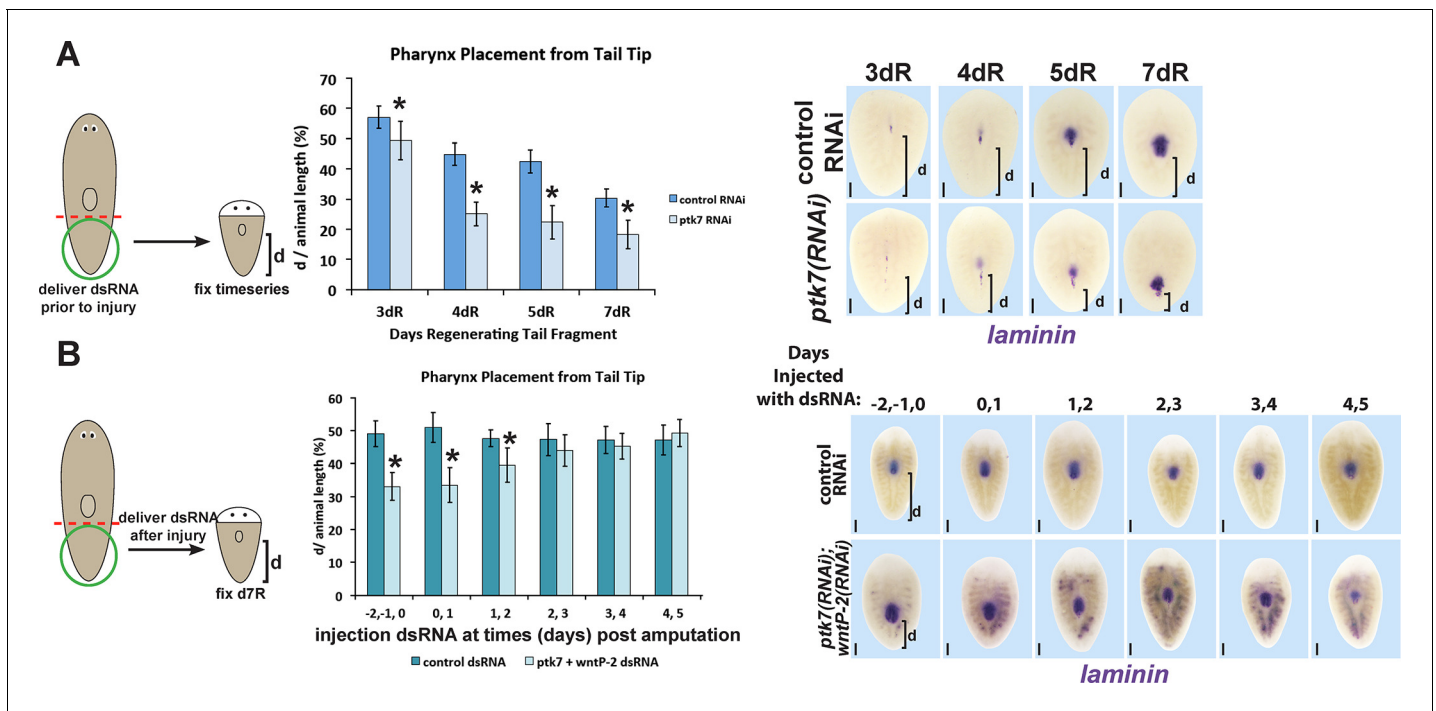 A
deliver dsRNA
prior to injury
fix timeseries
d
Pharynx Placement from Tail Tip
d / animal length (%)
70
60
50
40
30
20
10
0
*
*
*
*
3dR
4dR
5dR
7dR
Days Regenerating Tail Fragment
control RNAi
ptk7 RNAi
3dR 4dR 5dR 7dR
control
RNAi
d
d
d
d
ptk7(RNAi)
d
d
d
d
laminin
B
deliver dsRNA
after injury
d
fix d7R
Pharynx Placement from Tail Tip
d/ animal length (%)
60
50
40
30
20
10
0
*
*
*
-2,-1, 0
0, 1
1, 2
2, 3
3, 4
4, 5
injection dsRNA at times (days) post amputation
control dsRNA
ptk7 + wntP-2 dsRNA
Days
Injected
with dsRNA:
-2,-1,0 0,1 1,2 2,3 3,4 4,5
control
RNAi
d
ptk7(RNAi);
wntP-2(RNAi)
d
laminin